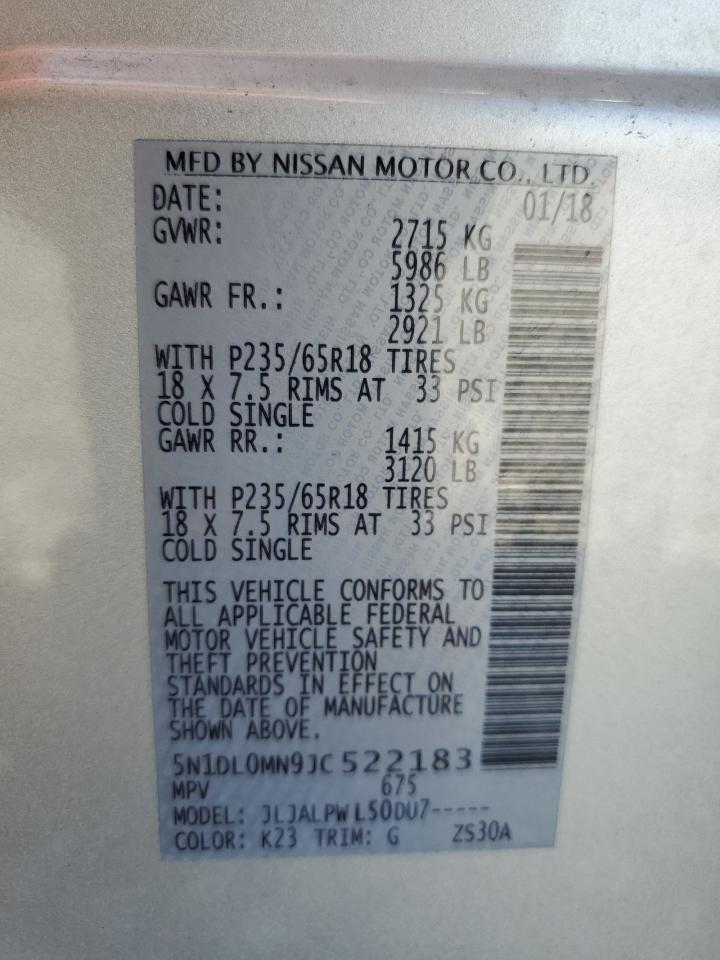 MFD BY NISSAN MOTOR CO., LTD
DATE: 01/18
GVWR: 2715 KG
5986 LB
GAWR FR.: 1325 KG
2921 LB
WITH P235/65R18 TIRES
18 X 7.5 RIMS AT 33 PSI
COLD SINGLE
GAWR RR.: 1415 KG
3120 LB
WITH P235/65R18 TIRES
18 X 7.5 RIMS AT 33 PSI
COLD SINGLE
THIS VEHICLE CONFORMS TO
ALL APPLICABLE FEDERAL
MOTOR VEHICLE SAFETY AND
THEFT PREVENTION
STANDARDS IN EFFECT ON
THE DATE OF MANUFACTURE
SHOWN ABOVE.
5N1DL0MN9JC522183
MPV 675
MODEL: JLJALPWL50DU7-----
COLOR: K23 TRIM: G ZS30A